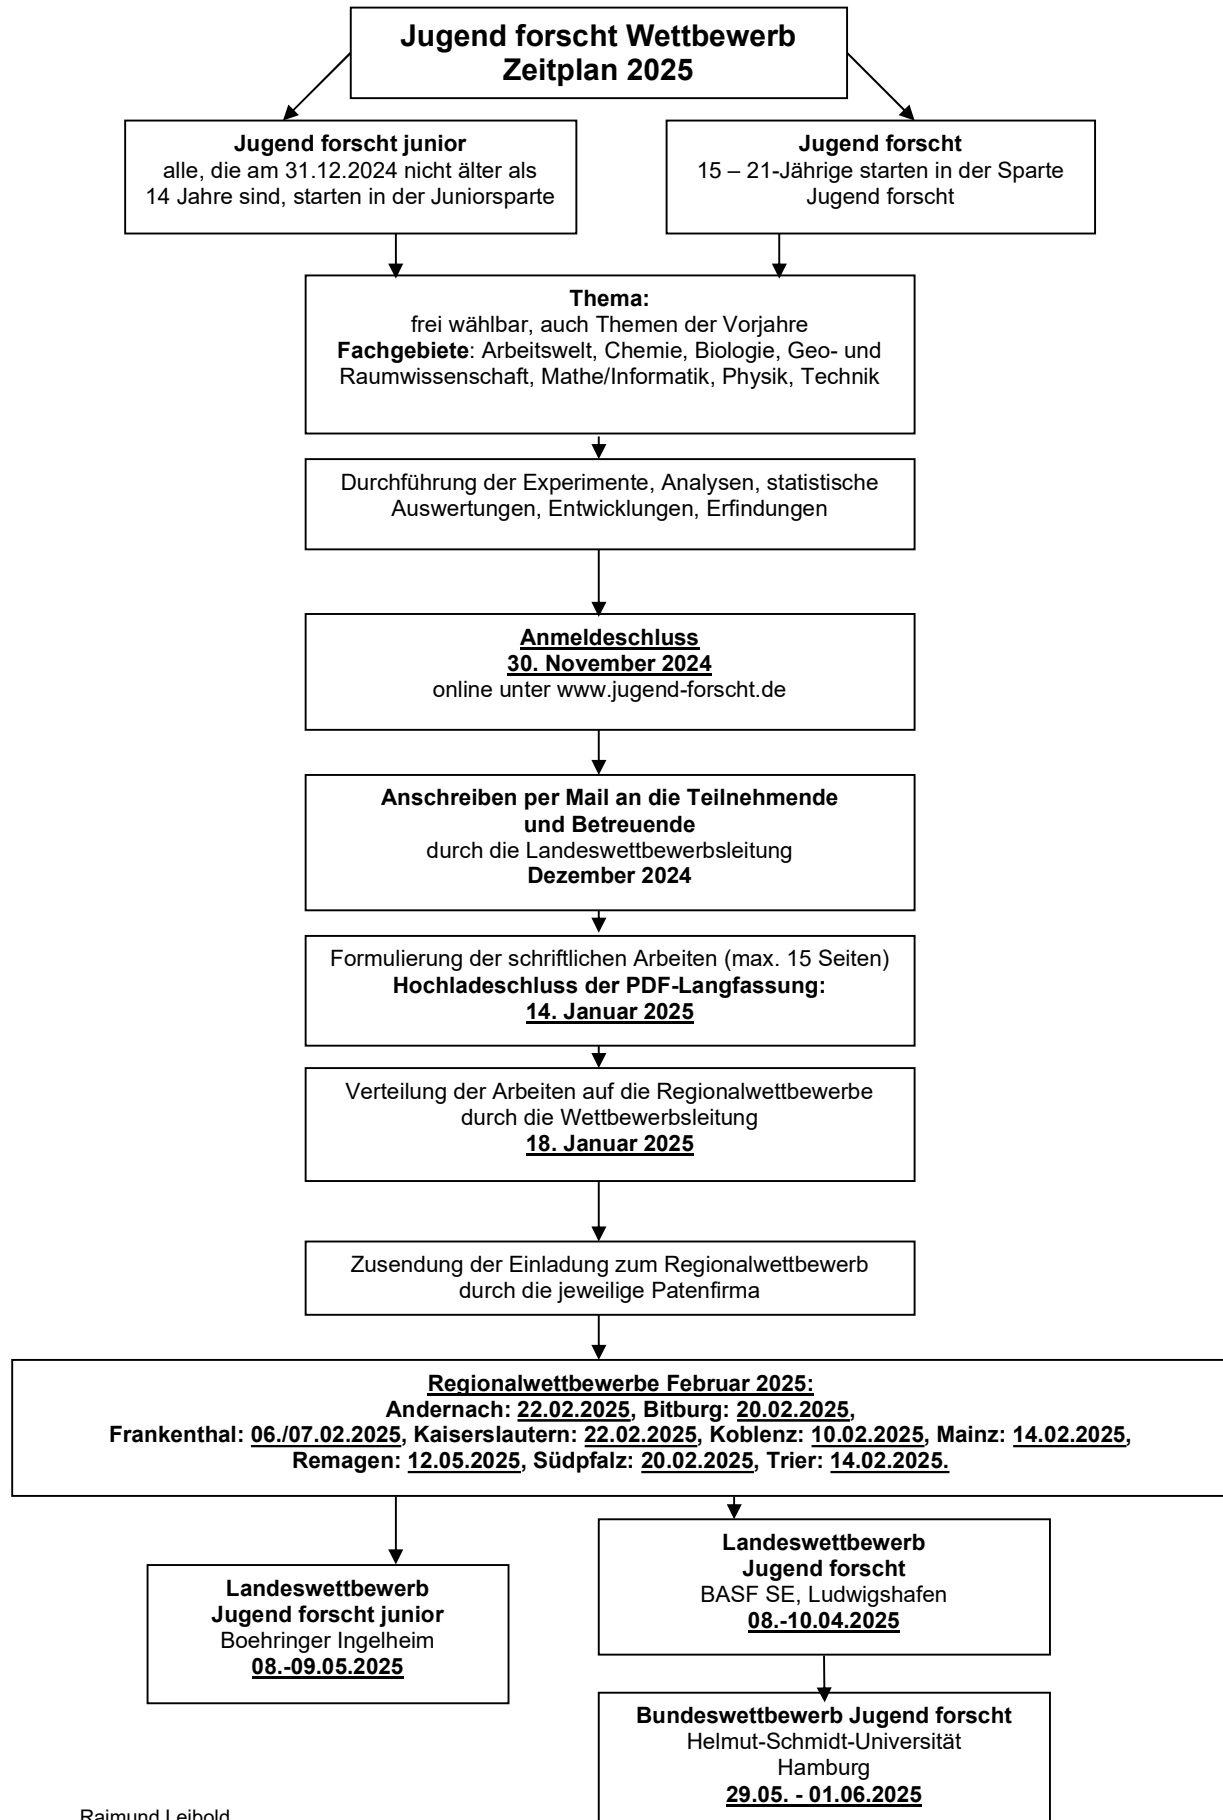 Jugend forscht Wettbewerb
Zeitplan 2025
Jugend forscht junior
alle, die am 31.12.2024 nicht älter als
14 Jahre sind, starten in der Juniorsparte
Jugend forscht
15 – 21-Jährige starten in der Sparte
Jugend forscht
Thema:
frei wählbar, auch Themen der Vorjahre
Fachgebiete: Arbeitswelt, Chemie, Biologie, Geo- und
Raumwissenschaft, Mathe/Informatik, Physik, Technik
Durchführung der Experimente, Analysen, statistische
Auswertungen, Entwicklungen, Erfindungen
Anmeldeschluss
30. November 2024
online unter www.jugend-forscht.de
Anschreiben per Mail an die Teilnehmende
und Betreuende
durch die Landeswettbewerbsleitung
Dezember 2024
Formulierung der schriftlichen Arbeiten (max. 15 Seiten)
Hochladeschluss der PDF-Langfassung:
14. Januar 2025
Verteilung der Arbeiten auf die Regionalwettbewerbe
durch die Wettbewerbsleitung
18. Januar 2025
Zusendung der Einladung zum Regionalwettbewerb
durch die jeweilige Patenfirma
Regionalwettbewerbe Februar 2025:
Andernach: 22.02.2025, Bitburg: 20.02.2025,
Frankenthal: 06./07.02.2025, Kaiserslautern: 22.02.2025, Koblenz: 10.02.2025, Mainz: 14.02.2025,
Remagen: 12.05.2025, Südpfalz: 20.02.2025, Trier: 14.02.2025.
Landeswettbewerb
Jugend forscht junior
Boehringer Ingelheim
08.-09.05.2025
Landeswettbewerb
Jugend forscht
BASF SE, Ludwigshafen
08.-10.04.2025
Bundeswettbewerb Jugend forscht
Helmut-Schmidt-Universität
Hamburg
29.05. - 01.06.2025
Raimund Leibold